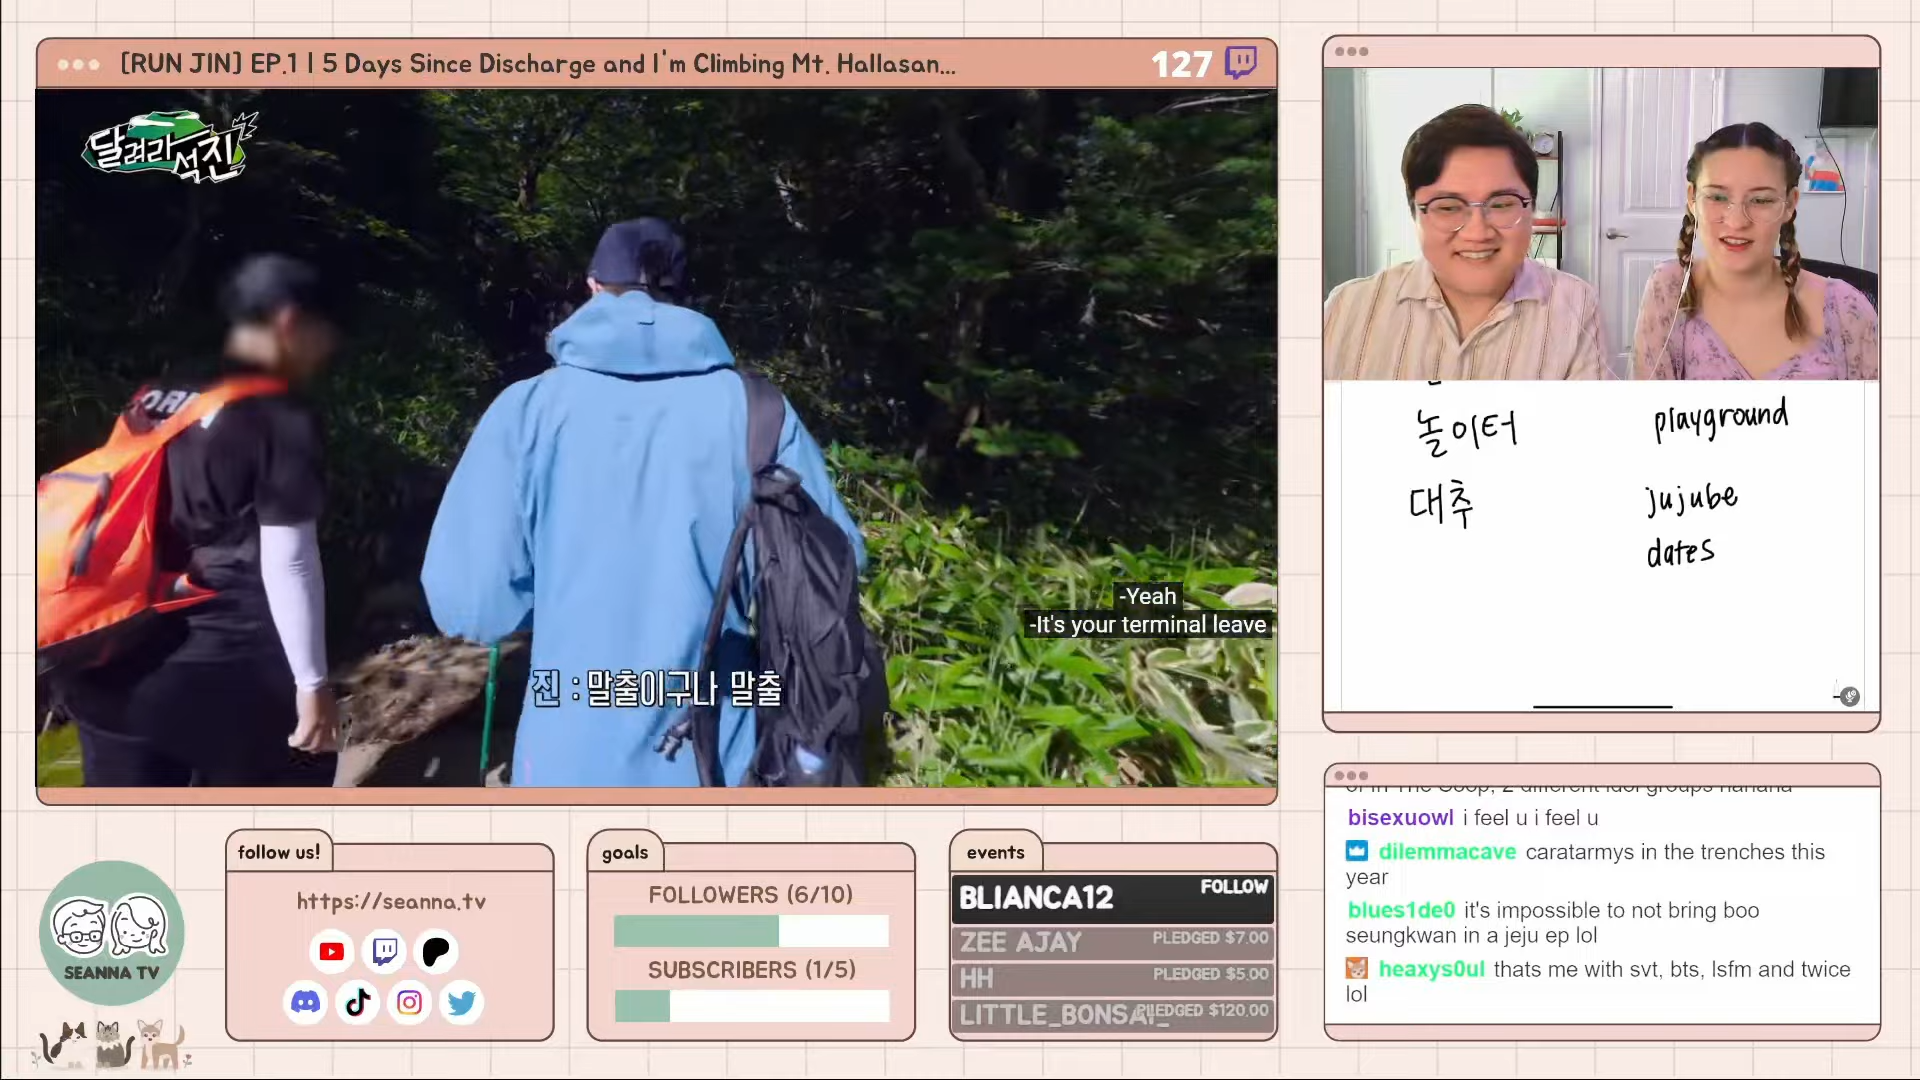 [RUN JIN] EP.1 | 5 Days Since Discharge and I'm Climbing Mt. Hallasan...
127
달려라
석진
-Yeah
-It's your terminal leave
진 : 말출이구나 말출
놀이터 playground
대추 jujube
dates
bisexuowl i feel u i feel u
dilemmacave caratarmys in the trenches this
year
blues1de0 it's impossible to not bring boo
seungkwan in a jeju ep lol
heaxys0ul thats me with svt, bts, lsfm and twice
lol
SEANNA TV
follow us!
https://seanna.tv
goals
FOLLOWERS (6/10)
SUBSCRIBERS (1/5)
events
BLIANCA12 FOLLOW
ZEE AJAY PLEDGED $7.00
HH PLEDGED $5.00
LITTLE_BONSAI_ PLEDGED $120.00